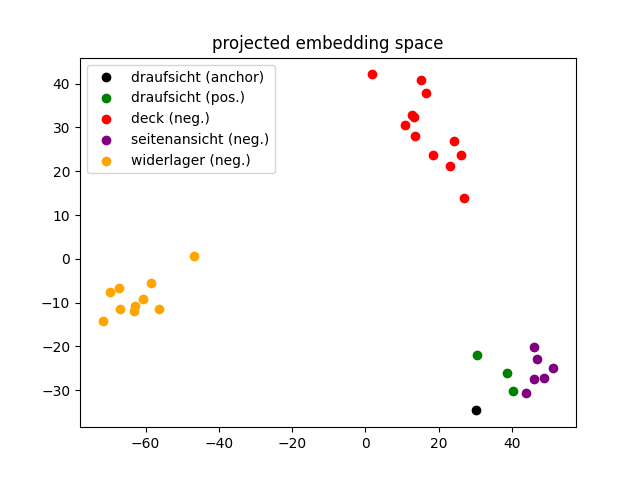 projected embedding space
draufsicht (anchor)
draufsicht (pos.)
deck (neg.)
seitenansicht (neg.)
widerlager (neg.)
40
30
20
10
0
−10
−20
−30
−60 −40 −20 0 20 40